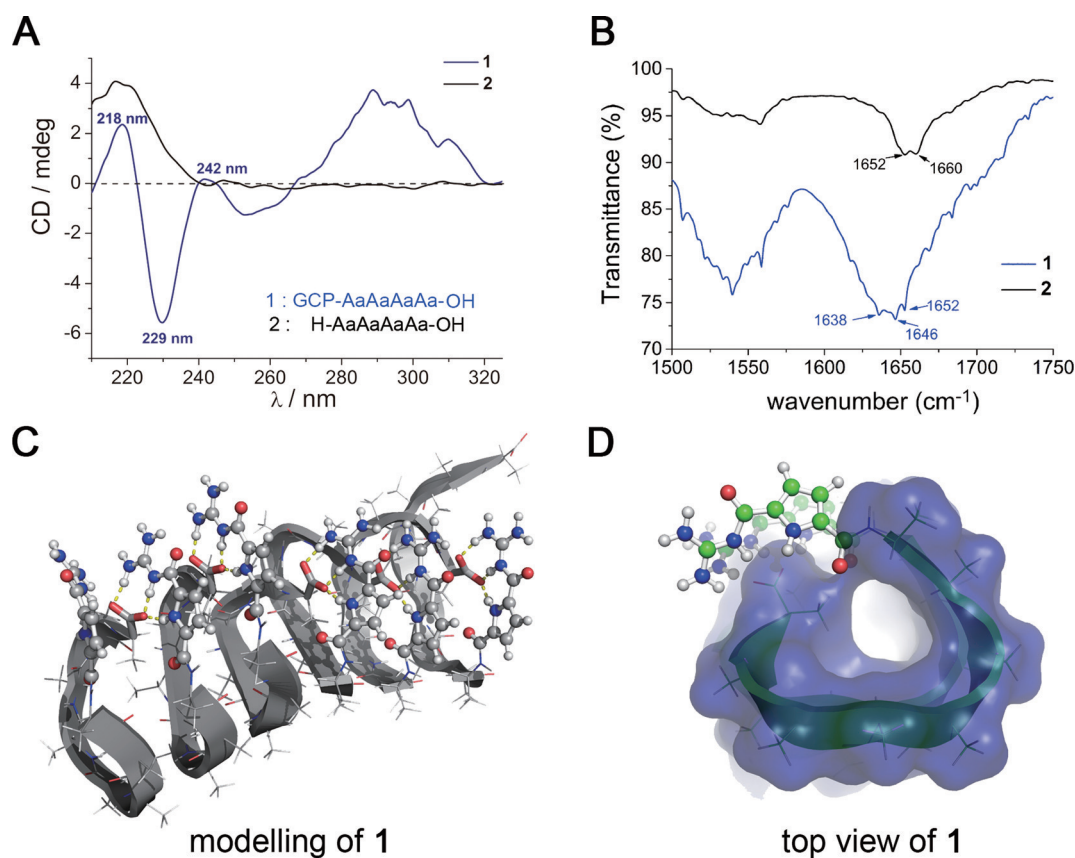 A
CD / mdeg
4
2
0
-2
-4
-6
218 nm
242 nm
229 nm
1
2
1 : GCP-AaAaAaAa-OH
2 : H-AaAaAaAa-OH
220 240 260 280 300 320
λ / nm
B
Transmittance (%)
100
95
90
85
80
75
70
1652
1660
1638
1646
1652
1
2
1500 1550 1600 1650 1700 1750
wavenumber (cm⁻¹)
C
modelling of 1
D
top view of 1